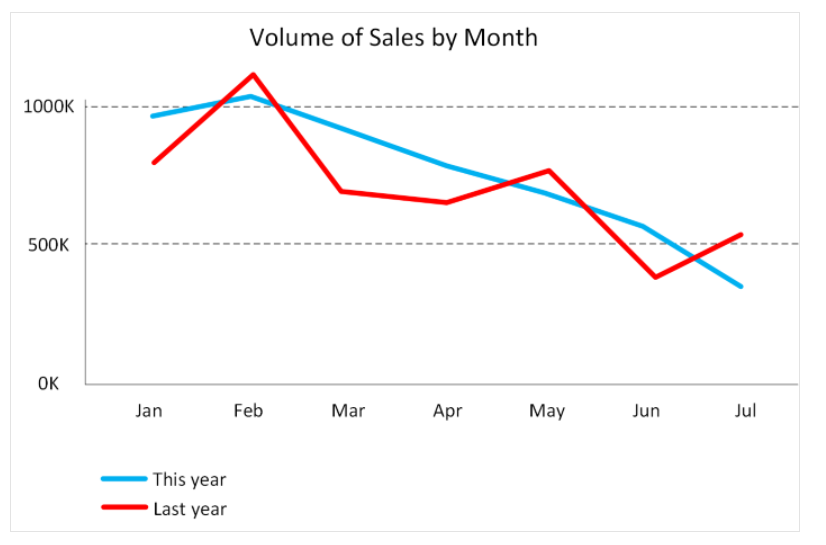 Volume of Sales by Month
1000K
500K
0K
Jan Feb Mar Apr May Jun Jul
This year
Last year